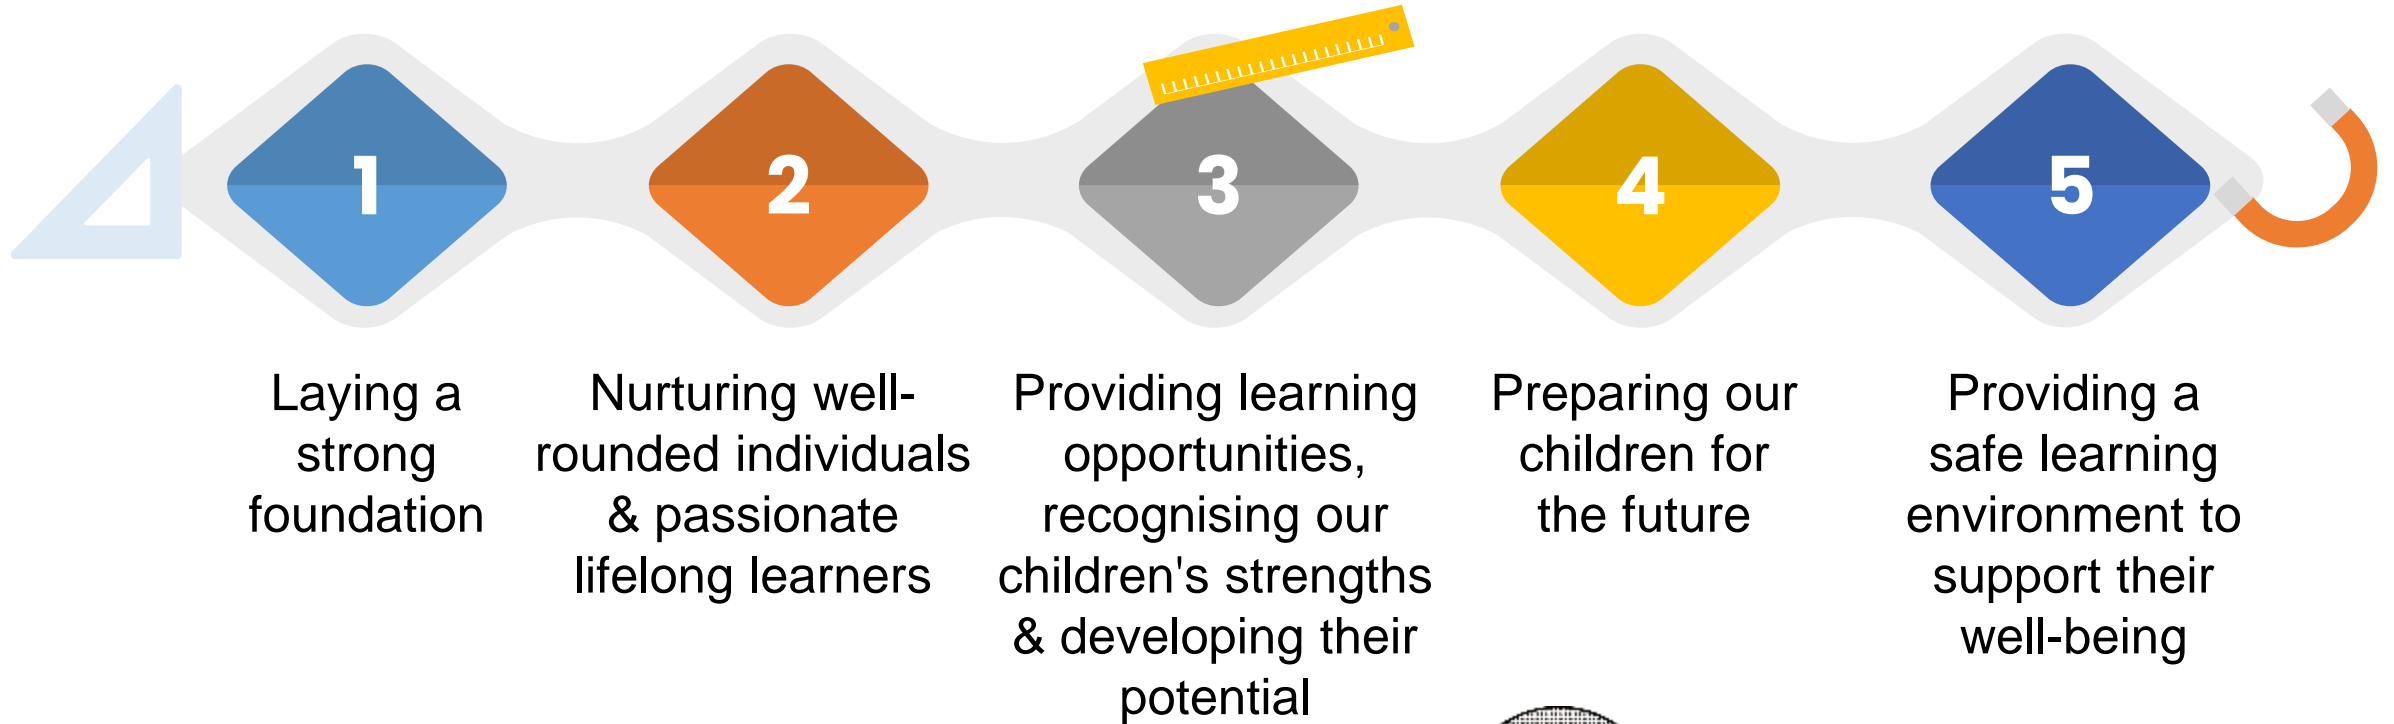 1
2
3
4
5
Laying a
strong
foundation
Nurturing well-
rounded individuals
& passionate
lifelong learners
Providing learning
opportunities,
recognising our
children's strengths
& developing their
potential
Preparing our
children for
the future
Providing a
safe learning
environment to
support their
well-being